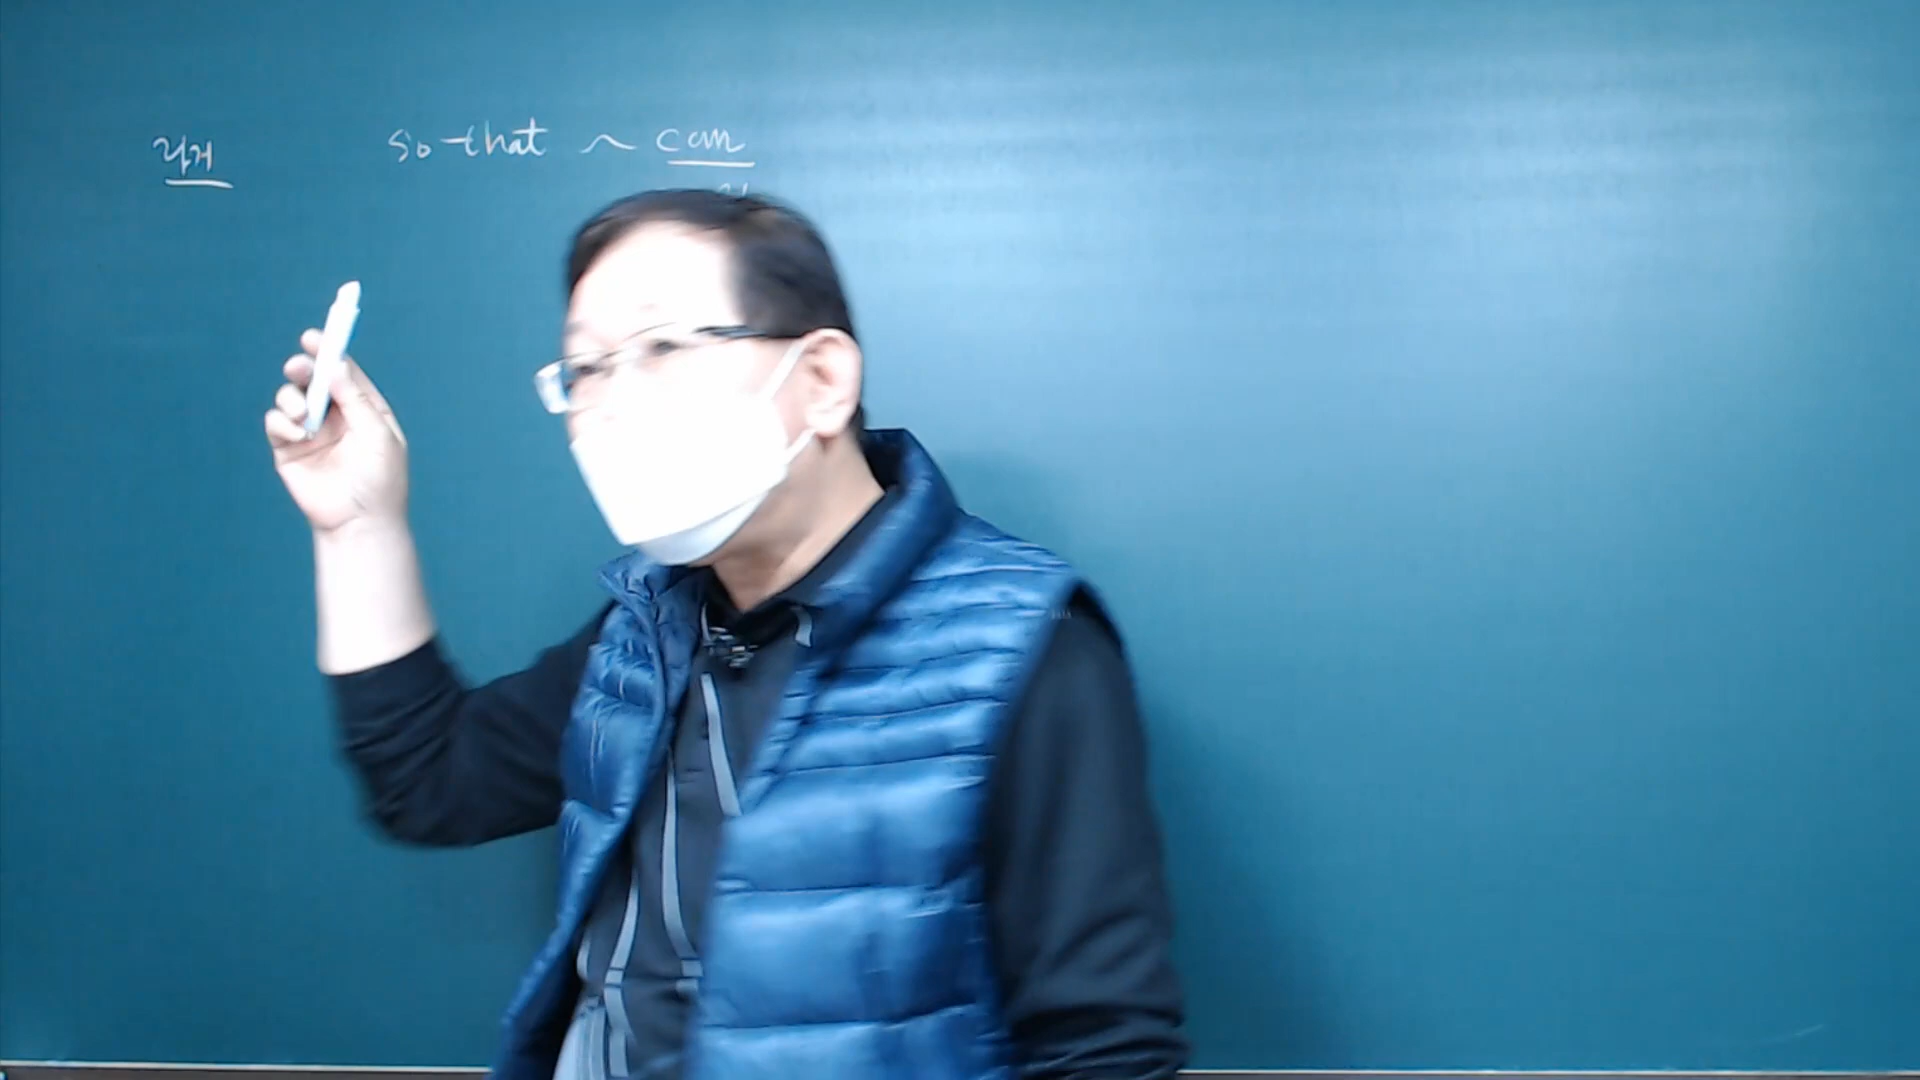 과거 so that ~ can